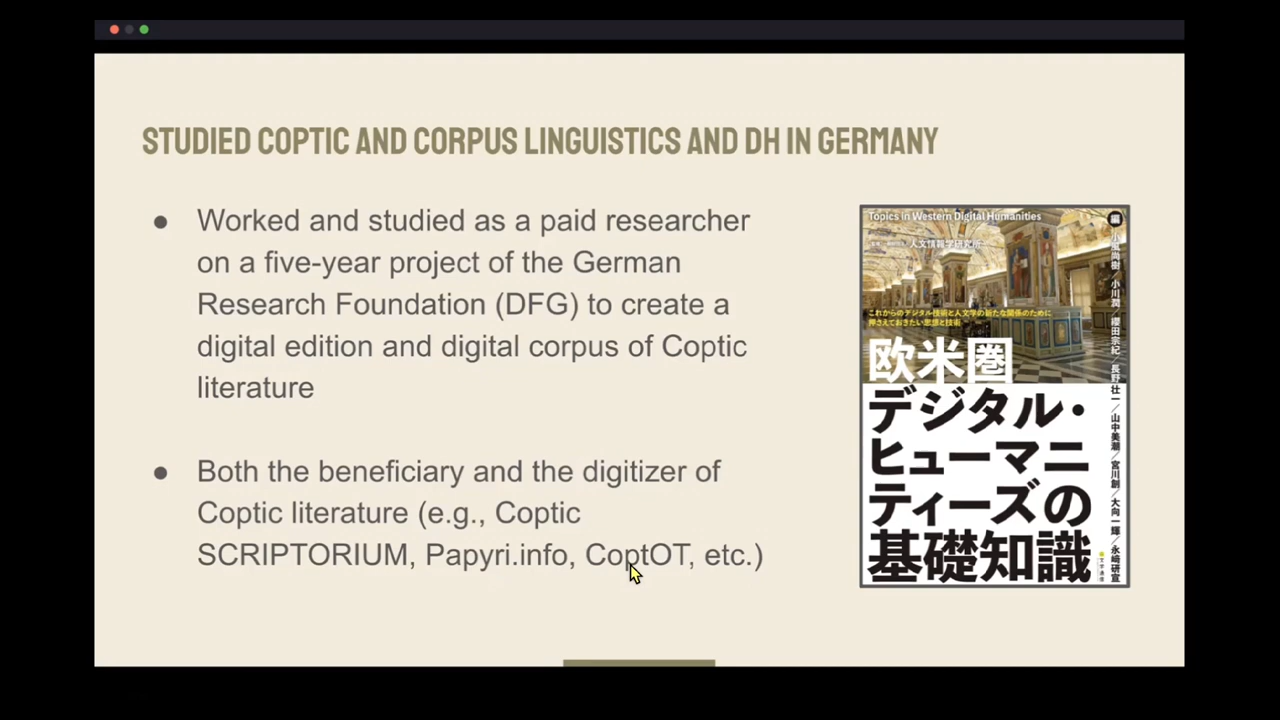 STUDIED COPTIC AND CORPUS LINGUISTICS AND DH IN GERMANY
● Worked and studied as a paid researcher
on a five-year project of the German
Research Foundation (DFG) to create a
digital edition and digital corpus of Coptic
literature
● Both the beneficiary and the digitizer of
Coptic literature (e.g., Coptic
SCRIPTORIUM, Papyri.info, CoptOT, etc.)
Topics in Western Digital Humanities
人文情報学研究所
編
小風尚樹/小川潤/纓田宗紀/長野壮一/山中美潮/宮川創/大向一輝/永崎研宣
これからのデジタル技術と人文学の新たな関係のために
押さえておきたい思想と技術
欧米圏
デジタル・
ヒューマニ
ティーズの
基礎知識